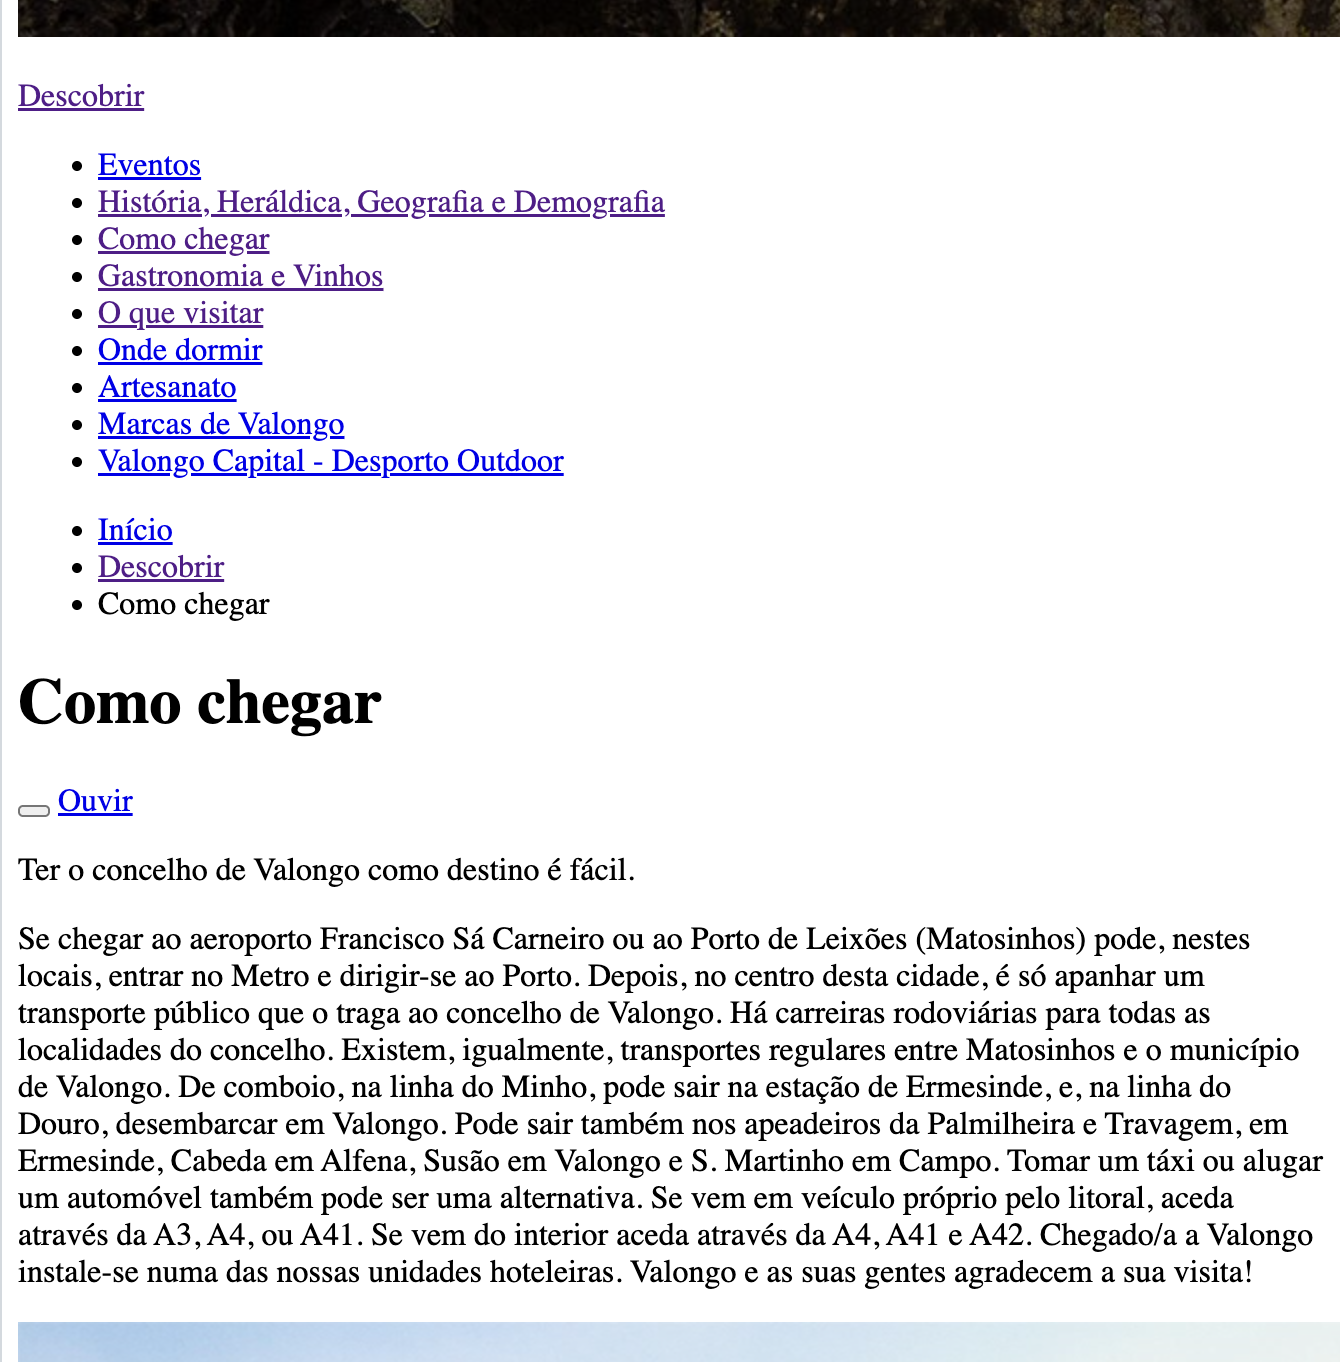 Descobrir
Eventos
História, Heráldica, Geografia e Demografia
Como chegar
Gastronomia e Vinhos
O que visitar
Onde dormir
Artesanato
Marcas de Valongo
Valongo Capital - Desporto Outdoor
Início
Descobrir
Como chegar
Como chegar
Ouvir
Ter o concelho de Valongo como destino é fácil.
Se chegar ao aeroporto Francisco Sá Carneiro ou ao Porto de Leixões (Matosinhos) pode, nestes
locais, entrar no Metro e dirigir-se ao Porto. Depois, no centro desta cidade, é só apanhar um
transporte público que o traga ao concelho de Valongo. Há carreiras rodoviárias para todas as
localidades do concelho. Existem, igualmente, transportes regulares entre Matosinhos e o município
de Valongo. De comboio, na linha do Minho, pode sair na estação de Ermesinde, e, na linha do
Douro, desembarcar em Valongo. Pode sair também nos apeadeiros da Palmilheira e Travagem, em
Ermesinde, Cabeda em Alfena, Susão em Valongo e S. Martinho em Campo. Tomar um táxi ou alugar
um automóvel também pode ser uma alternativa. Se vem em veículo próprio pelo litoral, aceda
através da A3, A4, ou A41. Se vem do interior aceda através da A4, A41 e A42. Chegado/a a Valongo
instale-se numa das nossas unidades hoteleiras. Valongo e as suas gentes agradecem a sua visita!